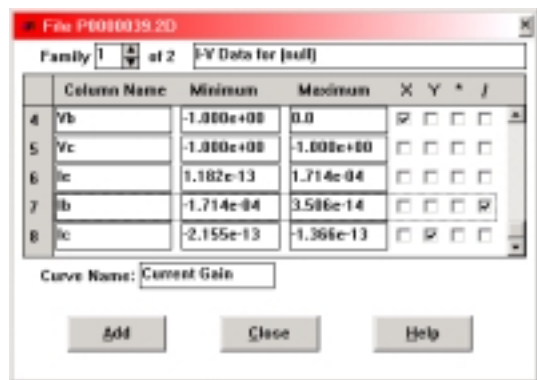 File P0000039.2D
Family 1 of 2 I-V Data for (null)
Column Name Minimum Maximum X Y * /
4 Vb -1.000e+00 0.0
5 Vc -1.000e+00 -1.000e+00
6 Ie 1.182e-13 1.714e-04
7 Ib -1.714e-04 3.506e-14
8 Ic -2.155e-13 -1.366e-13
Curve Name: Current Gain
Add Close Help